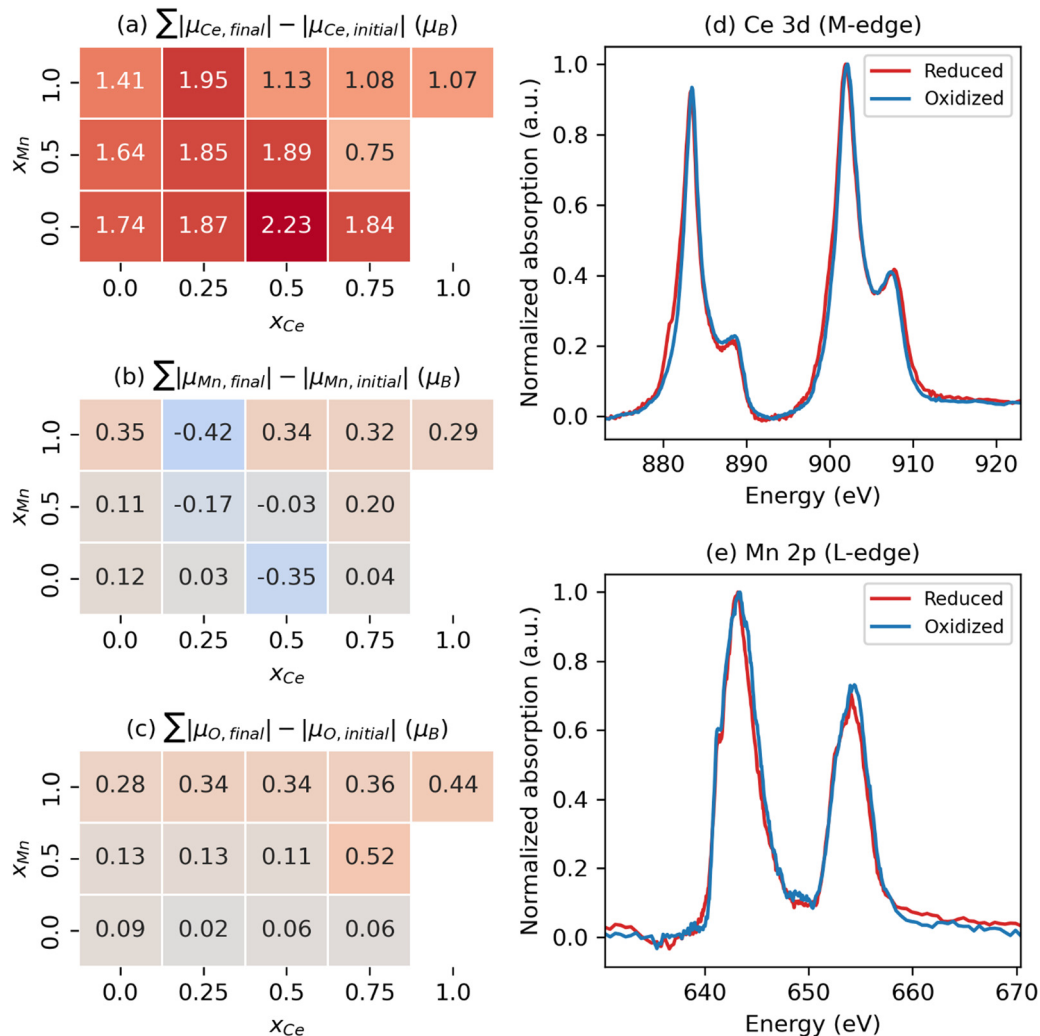 (a) ∑|μCe, final| − |μCe, initial| (μB)
1.41 1.95 1.13 1.08 1.07
1.64 1.85 1.89 0.75
1.74 1.87 2.23 1.84
1.0
0.5
0.0
xMn
0.0 0.25 0.5 0.75 1.0
xCe
(b) ∑|μMn, final| − |μMn, initial| (μB)
0.35 -0.42 0.34 0.32 0.29
0.11 -0.17 -0.03 0.20
0.12 0.03 -0.35 0.04
1.0
0.5
0.0
xMn
0.0 0.25 0.5 0.75 1.0
xCe
(c) ∑|μO, final| − |μO, initial| (μB)
0.28 0.34 0.34 0.36 0.44
0.13 0.13 0.11 0.52
0.09 0.02 0.06 0.06
1.0
0.5
0.0
xMn
0.0 0.25 0.5 0.75 1.0
xCe
(d) Ce 3d (M-edge)
Reduced
Oxidized
1.0
0.8
0.6
0.4
0.2
0.0
Normalized absorption (a.u.)
880 890 900 910 920
Energy (eV)
(e) Mn 2p (L-edge)
Reduced
Oxidized
1.0
0.8
0.6
0.4
0.2
0.0
Normalized absorption (a.u.)
640 650 660 670
Energy (eV)